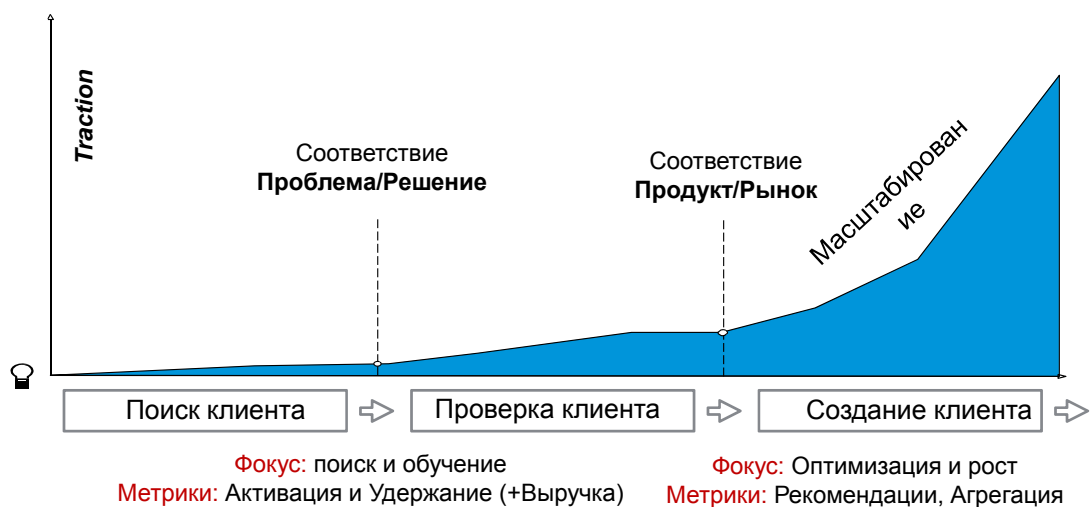 Traction
Соответствие
Проблема/Решение
Соответствие
Продукт/Рынок
Масштабирован
ие
Поиск клиента
Проверка клиента
Создание клиента
Фокус: поиск и обучение
Метрики: Активация и Удержание (+Выручка)
Фокус: Оптимизация и рост
Метрики: Рекомендации, Агрегация